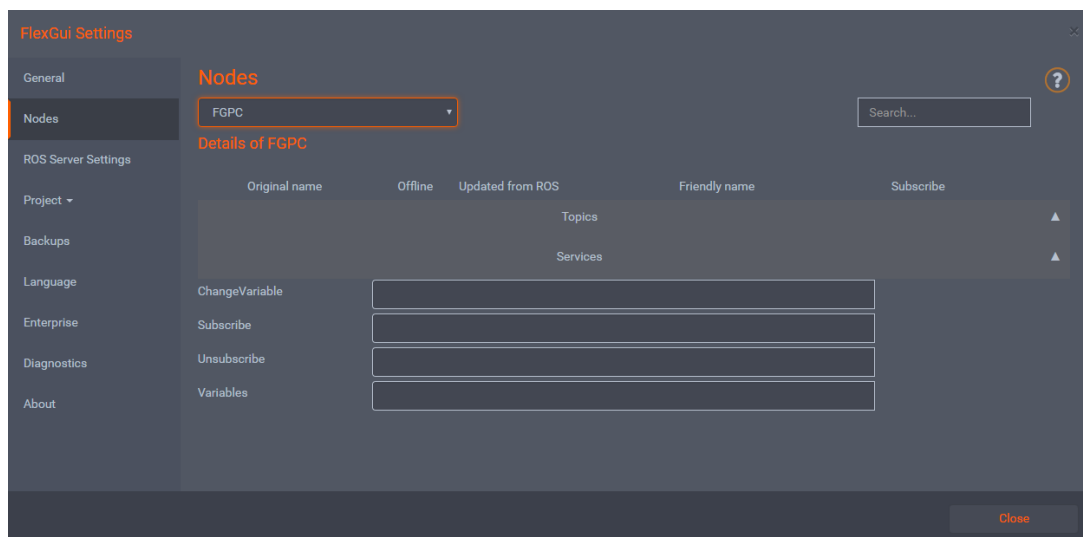 FlexGui Settings
×
General
Nodes
ROS Server Settings
Project
Backups
Language
Enterprise
Diagnostics
About
Nodes
?
FGPC
Search...
Details of FGPC
Original name Offline Updated from ROS Friendly name Subscribe
Topics
Services
ChangeVariable
Subscribe
Unsubscribe
Variables
Close